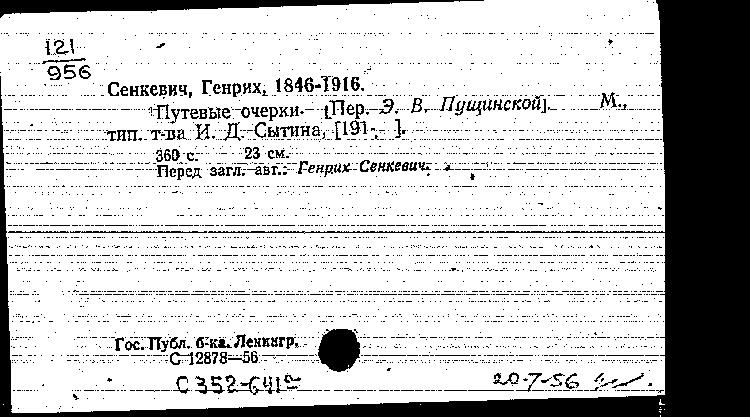 121
956
Сенкевич, Генрих, 1846-1916.
Путевые очерки. [Пер. Э. В. Пущинской]. М.,
тип. т-ва И. Д. Сытина, [191- ].
360 с. 23 см.
Перед загл. авт.: Генрих Сенкевич.
Гос. Публ. б-ка. Ленингр.
С 12878—56
С 352-641
20-7-56